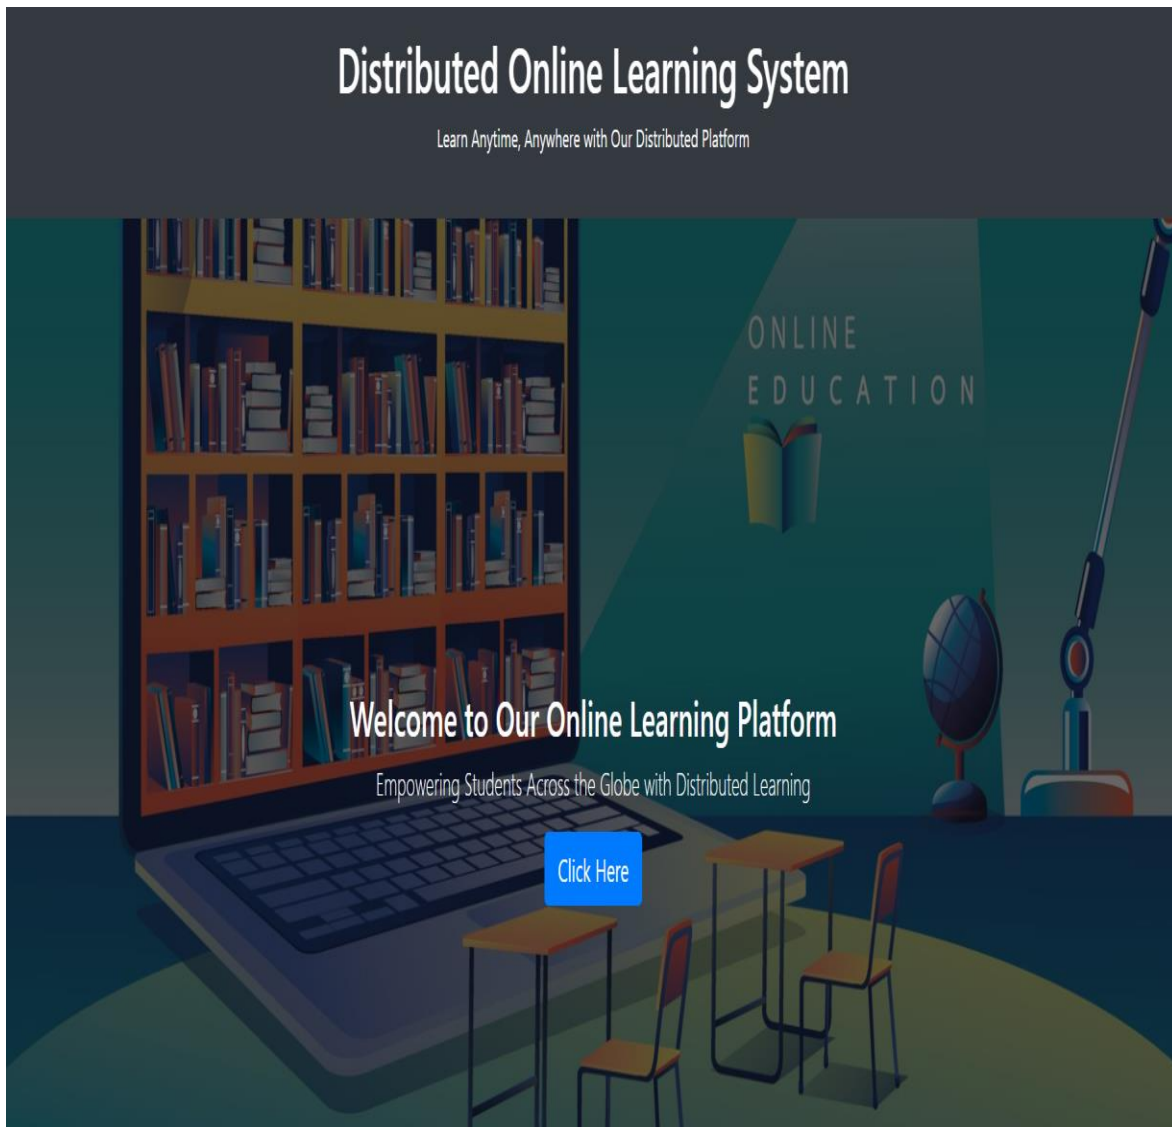 Distributed Online Learning System
Learn Anytime, Anywhere with Our Distributed Platform
ONLINE
EDUCATION
Welcome to Our Online Learning Platform
Empowering Students Across the Globe with Distributed Learning
Click Here